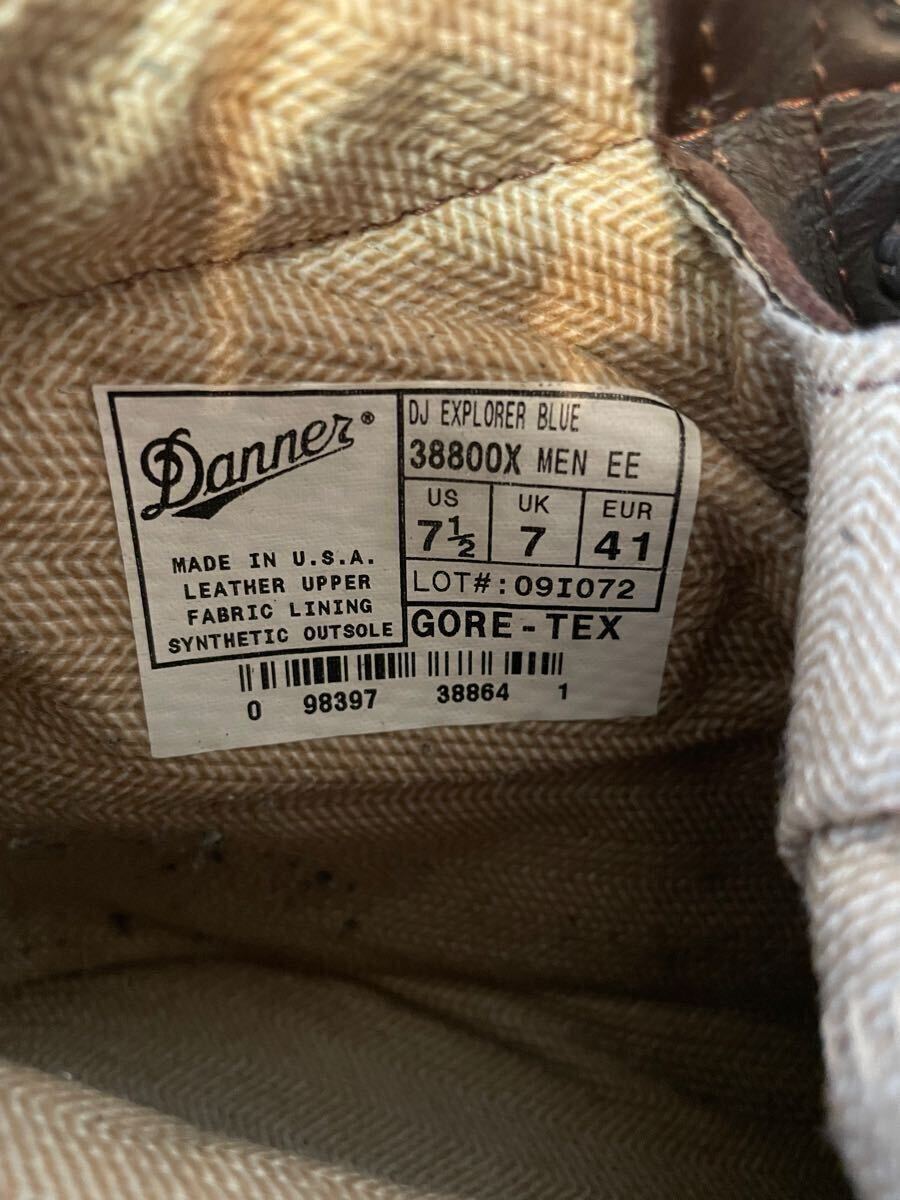 Danner®
MADE IN U.S.A.
LEATHER UPPER
FABRIC LINING
SYNTHETIC OUTSOLE
DJ EXPLORER BLUE
38800X MEN EE
US UK EUR
7½ 7 41
LOT#:09I072
GORE-TEX
0 98397 38864 1